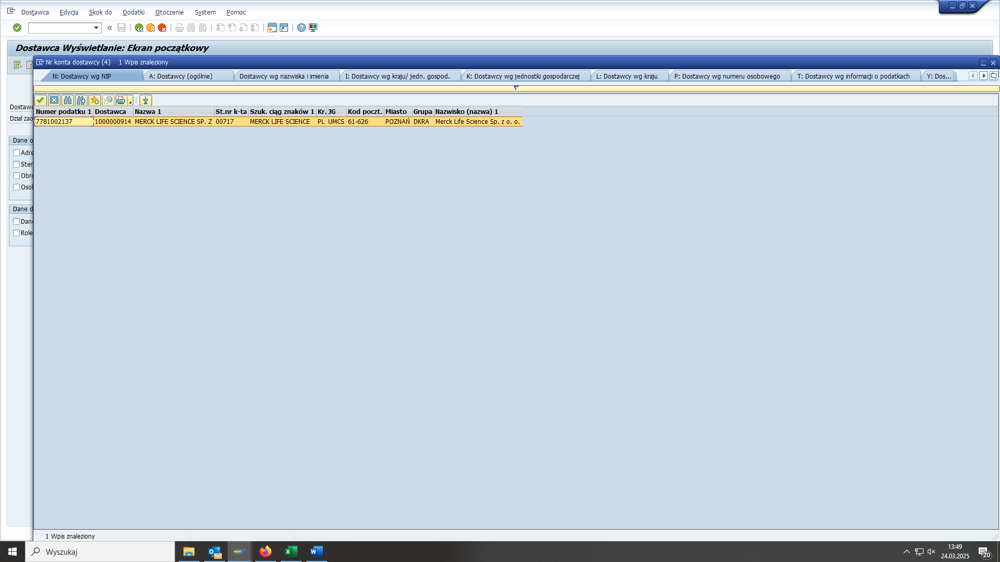 Dostawca Edycja Skok do Dodatki Otoczenie System Pomoc
Dostawca Wyświetlanie: Ekran początkowy
Nr konta dostawcy (4) 1 Wpis znaleziony
N: Dostawcy wg NIP A: Dostawcy (ogólnie) Dostawcy wg nazwiska i imienia I: Dostawcy wg kraju/ jedn. gospod. K: Dostawcy wg jednostki gospodarczej L: Dostawcy wg kraju P: Dostawcy wg numeru osobowego T: Dostawcy wg informacji o podatkach Y: Dos...
Numer podatku 1 Dostawca Nazwa 1 St.nr k-ta Szuk. ciąg znaków 1 Kr. JG Kod poczt. Miasto Grupa Nazwisko (nazwa) 1
7781002137 1000000914 MERCK LIFE SCIENCE SP. Z 00717 MERCK LIFE SCIENCE PL UMCS 61-626 POZNAŃ DKRA Merck Life Science Sp. z o. o.
Dostawc
Dział zao
Dane o
Adre
Ster
Obro
Osob
Dane d
Dane
Role
1 Wpis znaleziony
Wyszukaj
13:49
24.03.2025
20